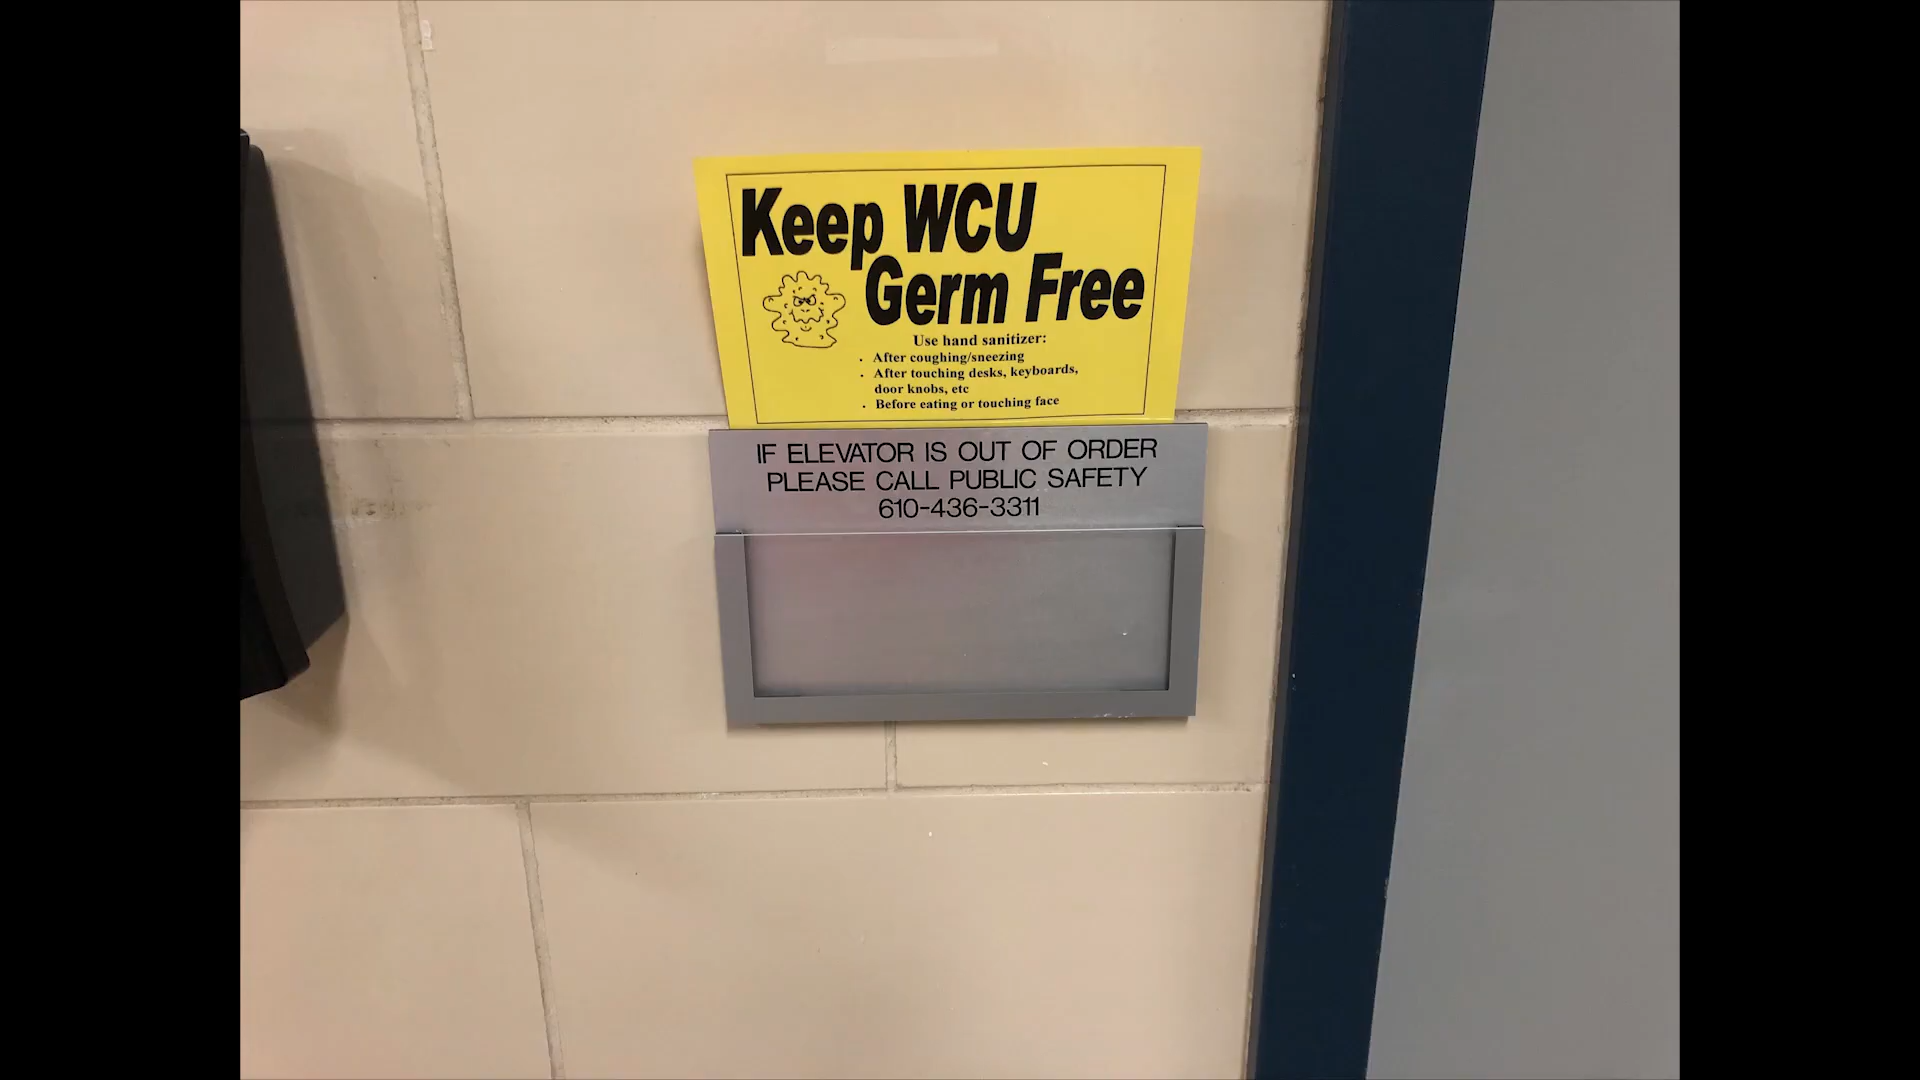 Keep WCU
Germ Free
Use hand sanitizer:
• After coughing/sneezing
• After touching desks, keyboards,
door knobs, etc
• Before eating or touching face
IF ELEVATOR IS OUT OF ORDER
PLEASE CALL PUBLIC SAFETY
610-436-3311